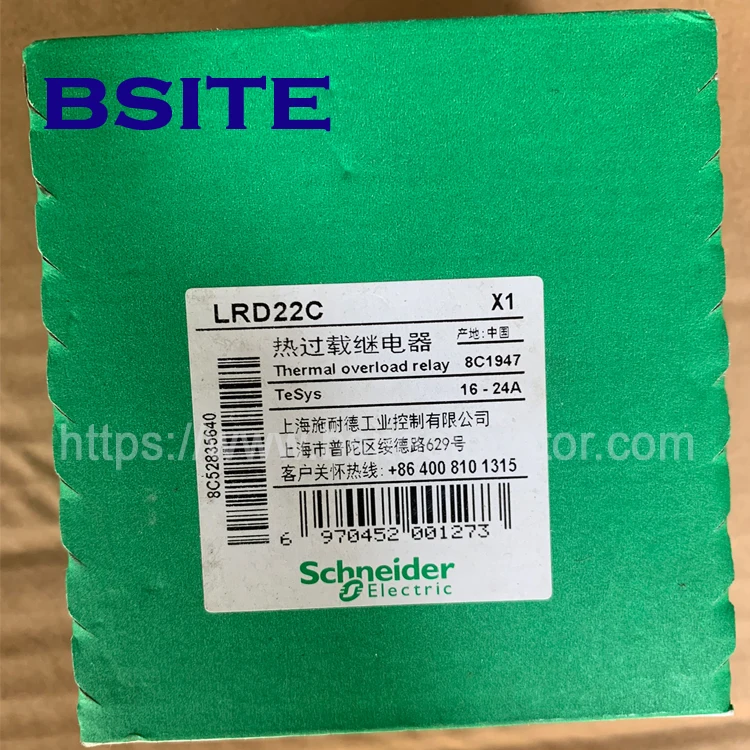 BSITE
LRD22C X1
热过载继电器 产地:中国
Thermal overload relay 8C1947
TeSys 16 - 24A
上海施耐德工业控制有限公司
上海市普陀区绥德路629号
客户关怀热线: +86 400 810 1315
8C52835640
6 970452 001273
Schneider
Electric